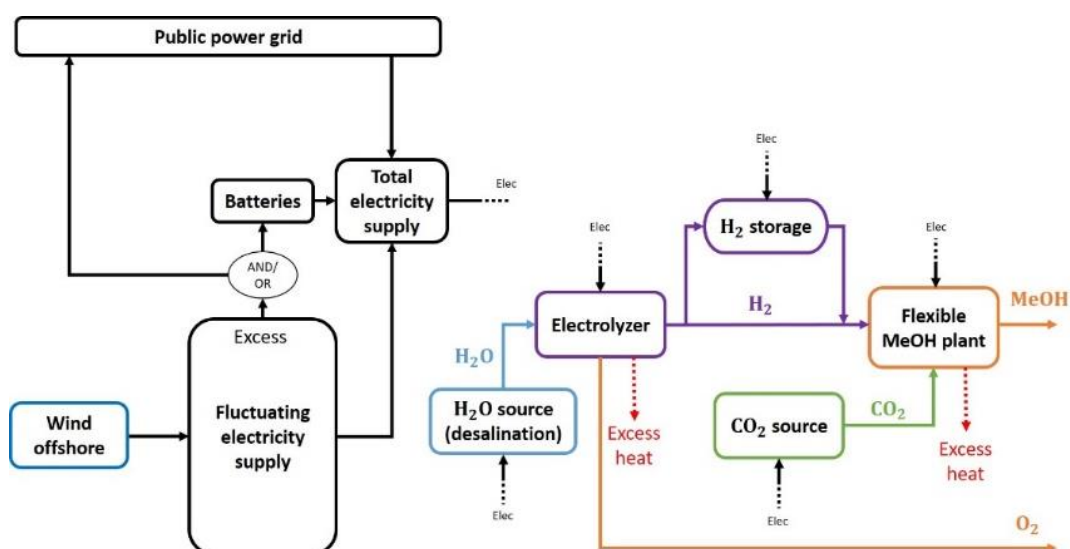 Public power grid
Batteries
Total
electricity
supply
Elec
AND/
OR
Excess
Wind
offshore
Fluctuating
electricity
supply
Elec
H₂ storage
Elec
Elec
Electrolyzer
H₂
Flexible
MeOH plant
MeOH
H₂O
H₂O source
(desalination)
Excess
heat
CO₂ source
CO₂
Excess
heat
Elec
Elec
O₂